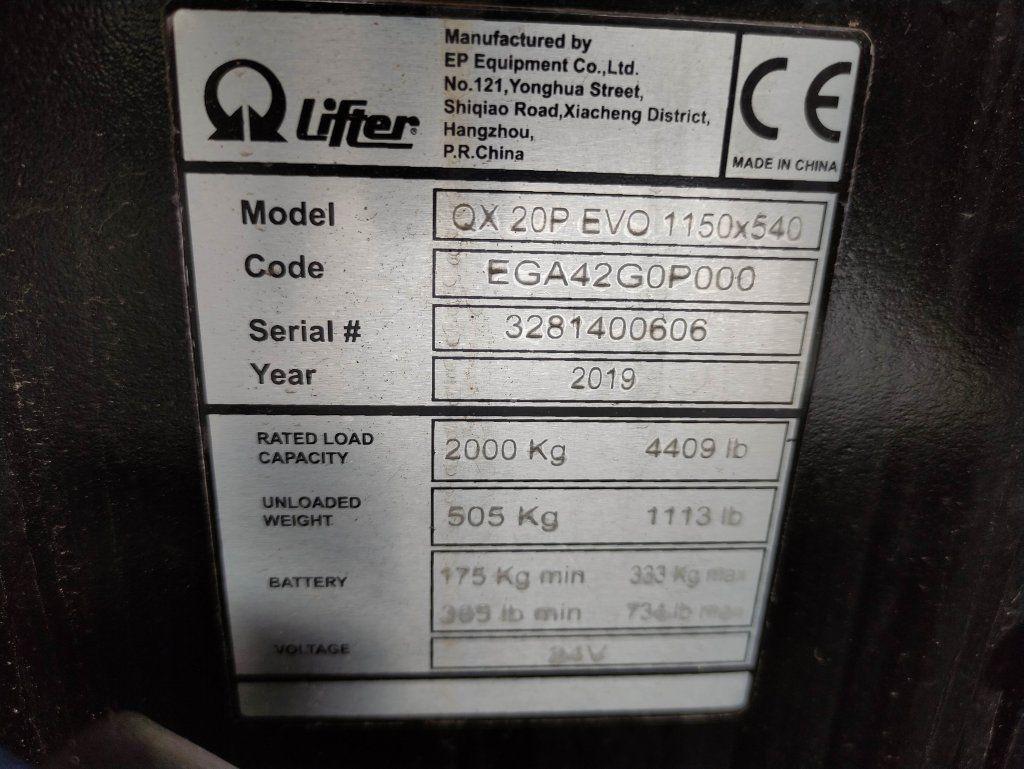 Lifter®
Manufactured by
EP Equipment Co.,Ltd.
No.121,Yonghua Street,
Shiqiao Road,Xiacheng District,
Hangzhou,
P.R.China
CE
MADE IN CHINA
Model QX 20P EVO 1150x540
Code EGA42G0P000
Serial # 3281400606
Year 2019
RATED LOAD
CAPACITY
2000 Kg 4409 lb
UNLOADED
WEIGHT
505 Kg 1113 lb
BATTERY
175 Kg min 333 Kg max
385 lb min 734 lb max
VOLTAGE 24V